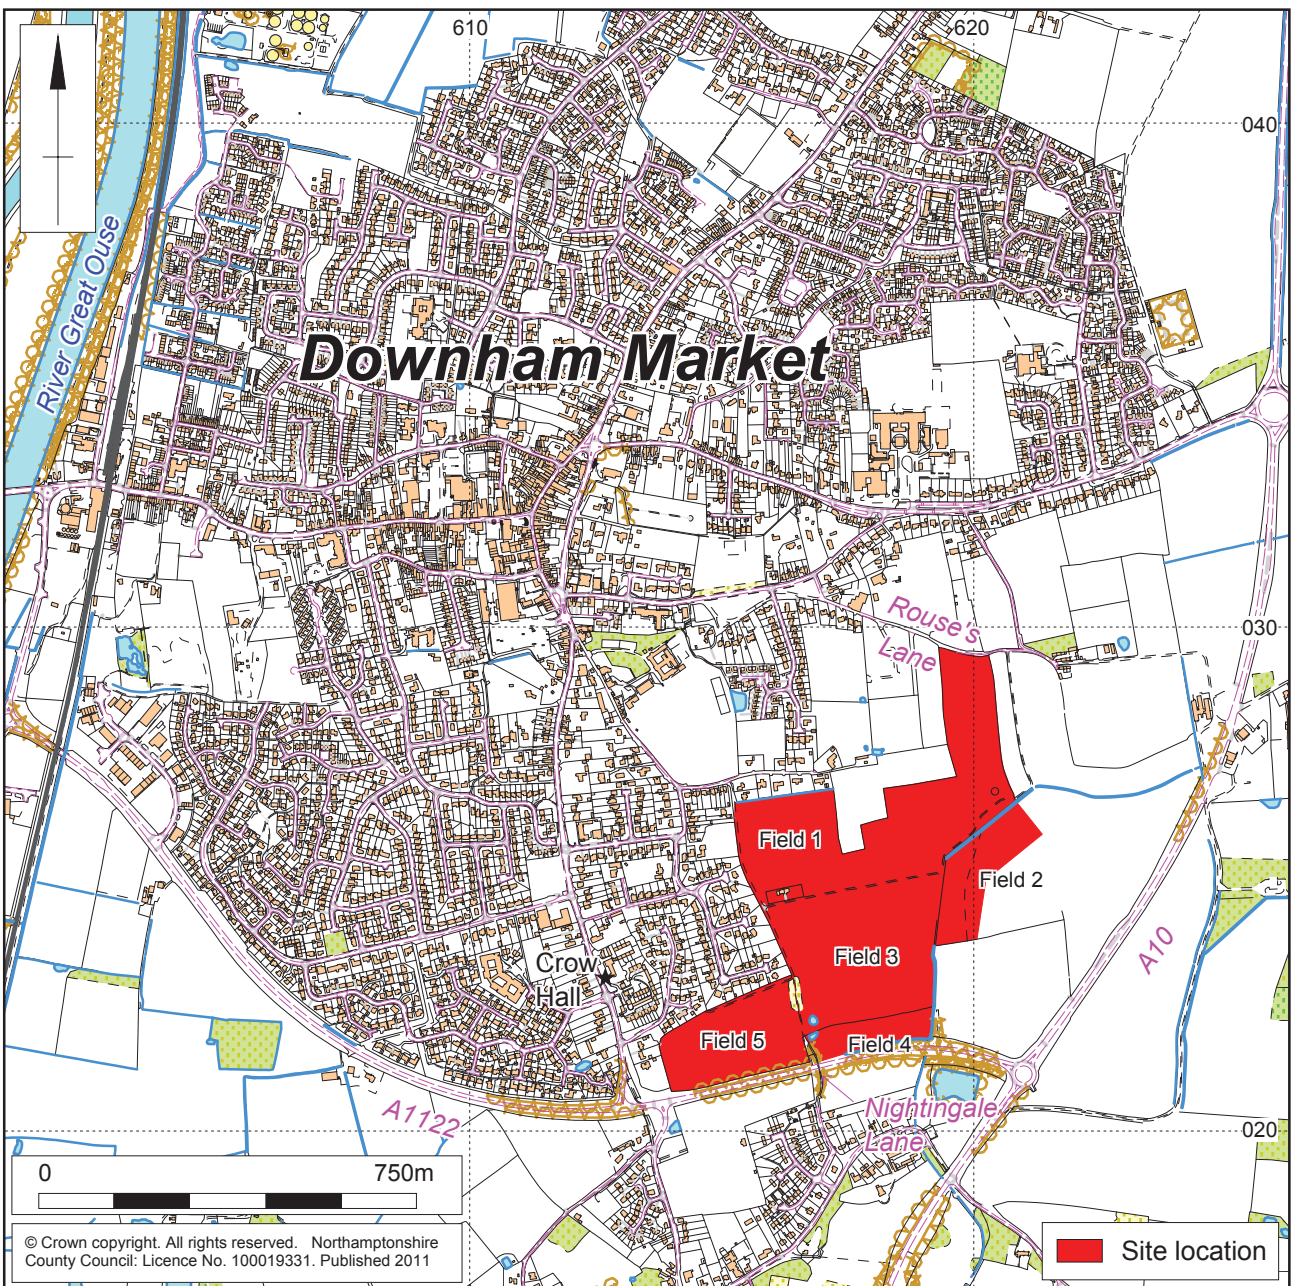 610
620
040
River Great Ouse
Downham Market
Rouse's
Lane
030
Field 1
Field 2
Field 3
Crow
Hall
A10
Field 5
Field 4
A1122
Nightingale
Lane
020
0 750m
© Crown copyright. All rights reserved. Northamptonshire
County Council: Licence No. 100019331. Published 2011
Site location